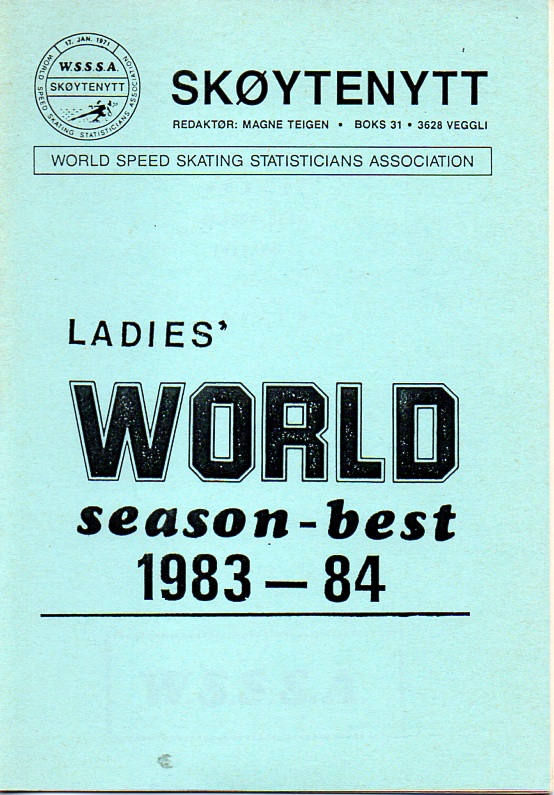 17. JAN. 1971
WORLD SPEED SKATING STATISTICIANS ASSOCIATION
W.S.S.S.A.
SKØYTENYTT
SKØYTENYTT
REDAKTØR: MAGNE TEIGEN • BOKS 31 • 3628 VEGGLI
WORLD SPEED SKATING STATISTICIANS ASSOCIATION
LADIES'
WORLD
season-best
1983 — 84
W.S.S.S.A.